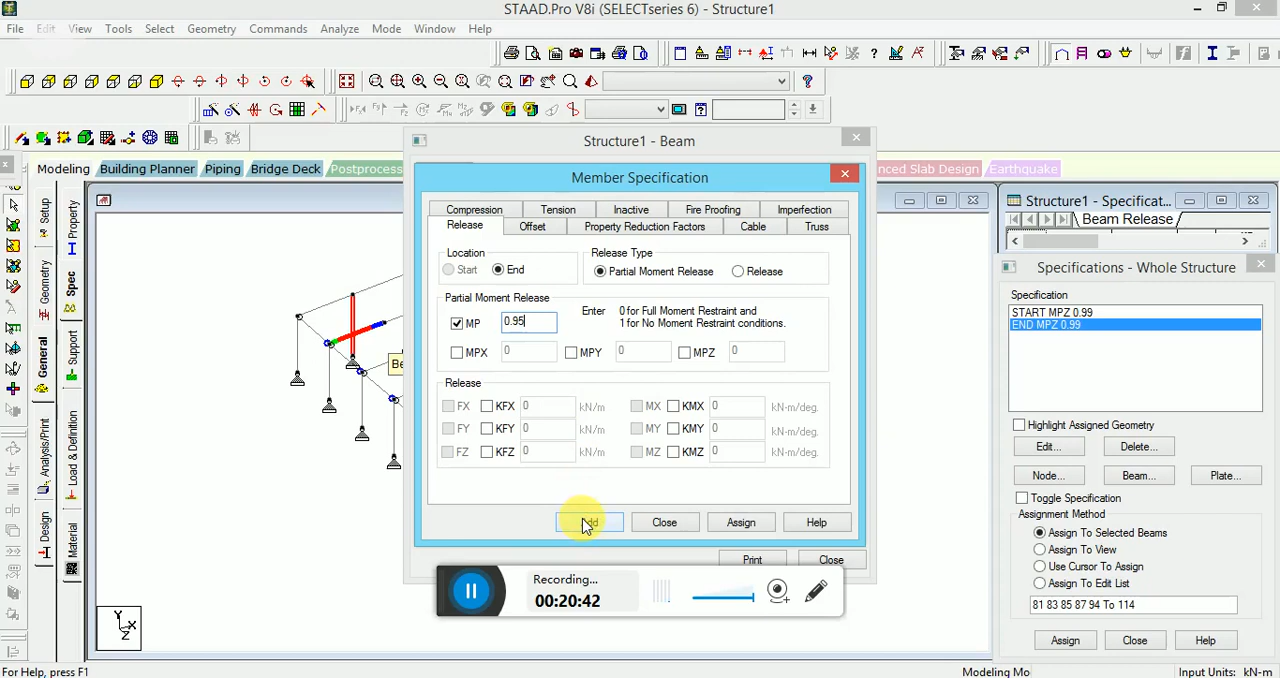 STAAD.Pro V8i (SELECTseries 6) - Structure1
File Edit View Tools Select Geometry Commands Analyze Mode Window Help
Modeling Building Planner Piping Bridge Deck Postproces
nced Slab Design Earthquake
Structure1 - Beam
Member Specification
Compression Tension Inactive Fire Proofing Imperfection
Release Offset Property Reduction Factors Cable Truss
Location
Start End
Release Type
Partial Moment Release Release
Partial Moment Release
MP 0.95
Enter 0 for Full Moment Restraint and
1 for No Moment Restraint conditions.
MPX 0 MPY 0 MPZ 0
Release
FX KFX 0 kN/m MX KMX 0 kN-m/deg.
FY KFY 0 kN/m MY KMY 0 kN-m/deg.
FZ KFZ 0 kN/m MZ KMZ 0 kN-m/deg.
Add Close Assign Help
Print Close
Recording...
00:20:42
Setup
Geometry
General
Analysis/Print
Design
Property
Spec
Support
Load & Definition
Material
Be
Y
X
Z
Structure1 - Specificat...
Beam Release
Specifications - Whole Structure
Specification
START MPZ 0.99
END MPZ 0.99
Highlight Assigned Geometry
Edit... Delete...
Node... Beam... Plate...
Toggle Specification
Assignment Method
Assign To Selected Beams
Assign To View
Use Cursor To Assign
Assign To Edit List
81 83 85 87 94 To 114
Assign Close Help
For Help, press F1
Modeling Mo
Input Units: kN-m